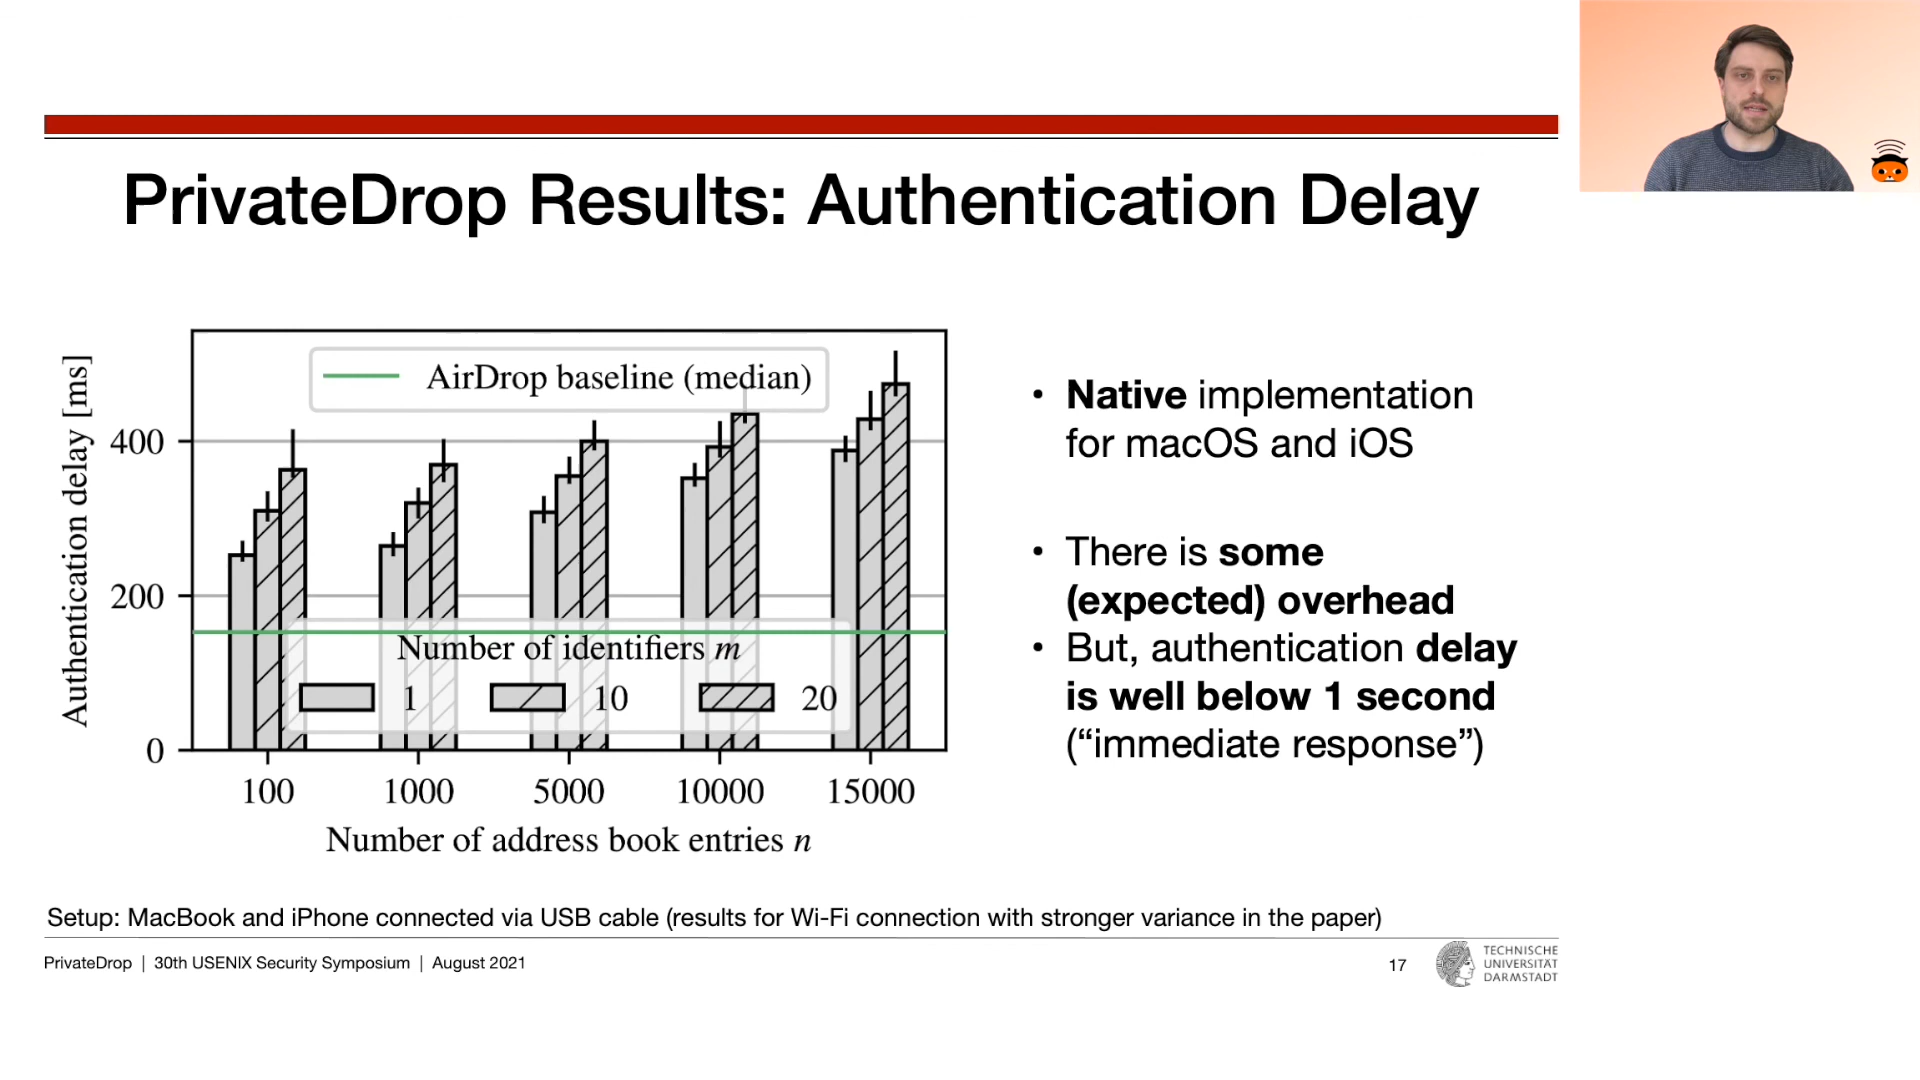 PrivateDrop Results: Authentication Delay
Authentication delay [ms]
400
200
0
AirDrop baseline (median)
Number of identifiers m
1 10 20
100 1000 5000 10000 15000
Number of address book entries n
• Native implementation
for macOS and iOS
• There is some
(expected) overhead
• But, authentication delay
is well below 1 second
(“immediate response”)
Setup: MacBook and iPhone connected via USB cable (results for Wi-Fi connection with stronger variance in the paper)
PrivateDrop | 30th USENIX Security Symposium | August 2021
17
TECHNISCHE
UNIVERSITÄT
DARMSTADT